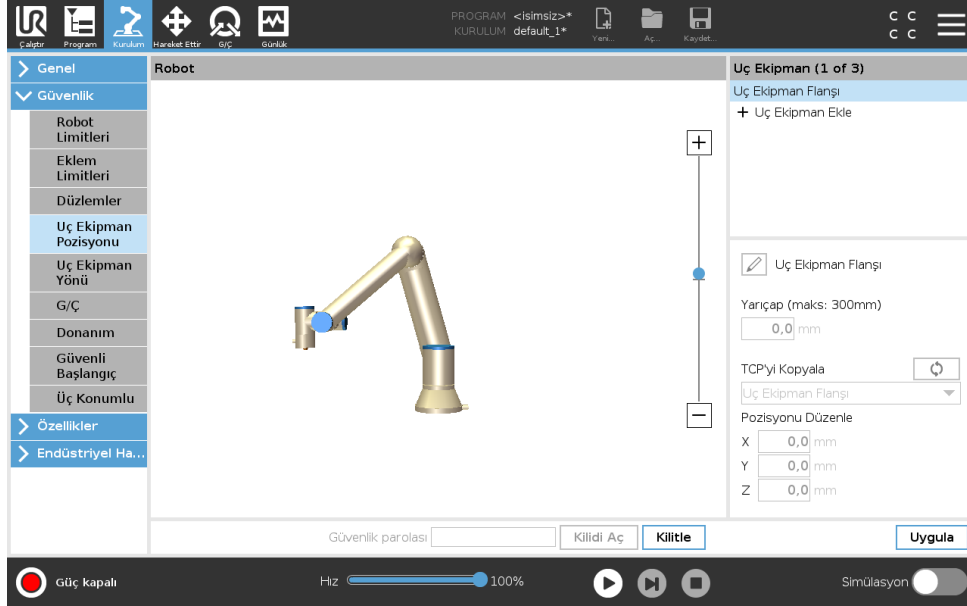 UR
PROGRAM <isimsiz>*
KURULUM default_1*
Çalıştır Program Kurulum Hareket Ettir G/Ç Günlük
Yeni... Aç... Kaydet...
C C
C C
Genel
Güvenlik
Robot
Limitleri
Eklem
Limitleri
Düzlemler
Uç Ekipman
Pozisyonu
Uç Ekipman
Yönü
G/Ç
Donanım
Güvenli
Başlangıç
Üç Konumlu
Özellikler
Endüstriyel Ha...
Robot
Uç Ekipman (1 of 3)
Uç Ekipman Flanşı
+ Uç Ekipman Ekle
Uç Ekipman Flanşı
Yarıçap (maks: 300mm)
0,0 mm
TCP'yi Kopyala
Uç Ekipman Flanşı
Pozisyonu Düzenle
X 0,0 mm
Y 0,0 mm
Z 0,0 mm
Güvenlik parolası Kilidi Aç Kilitle Uygula
Güç kapalı Hız 100% Simülasyon